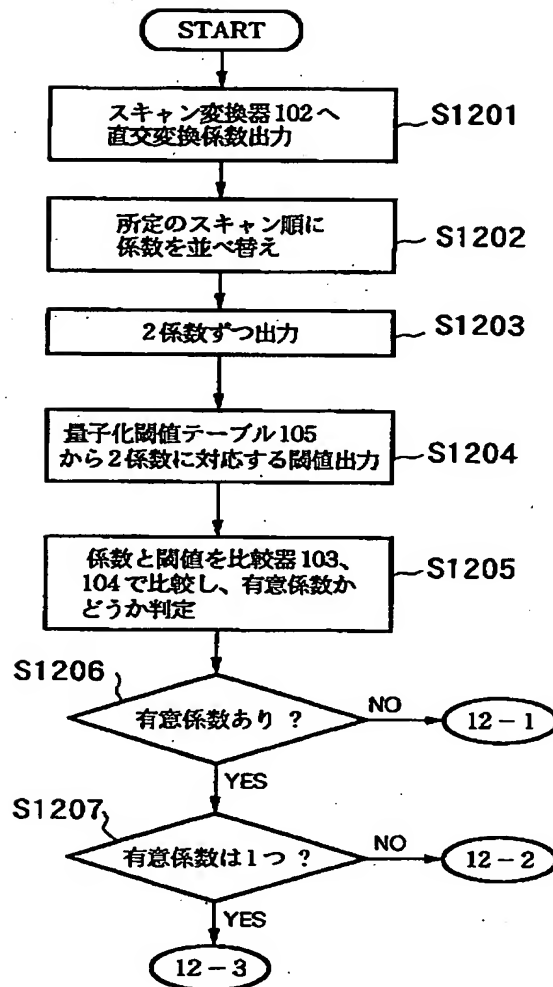 START
スキャン変換器102へ
直交変換係数出力
S1201
所定のスキャン順に
係数を並べ替え
S1202
2係数ずつ出力
S1203
量子化閾値テーブル105
から2係数に対応する閾値出力
S1204
係数と閾値を比較器103、
104で比較し、有意係数か
どうか判定
S1205
S1206
有意係数あり ?
NO
12-1
YES
S1207
有意係数は1つ ?
NO
12-2
YES
12-3